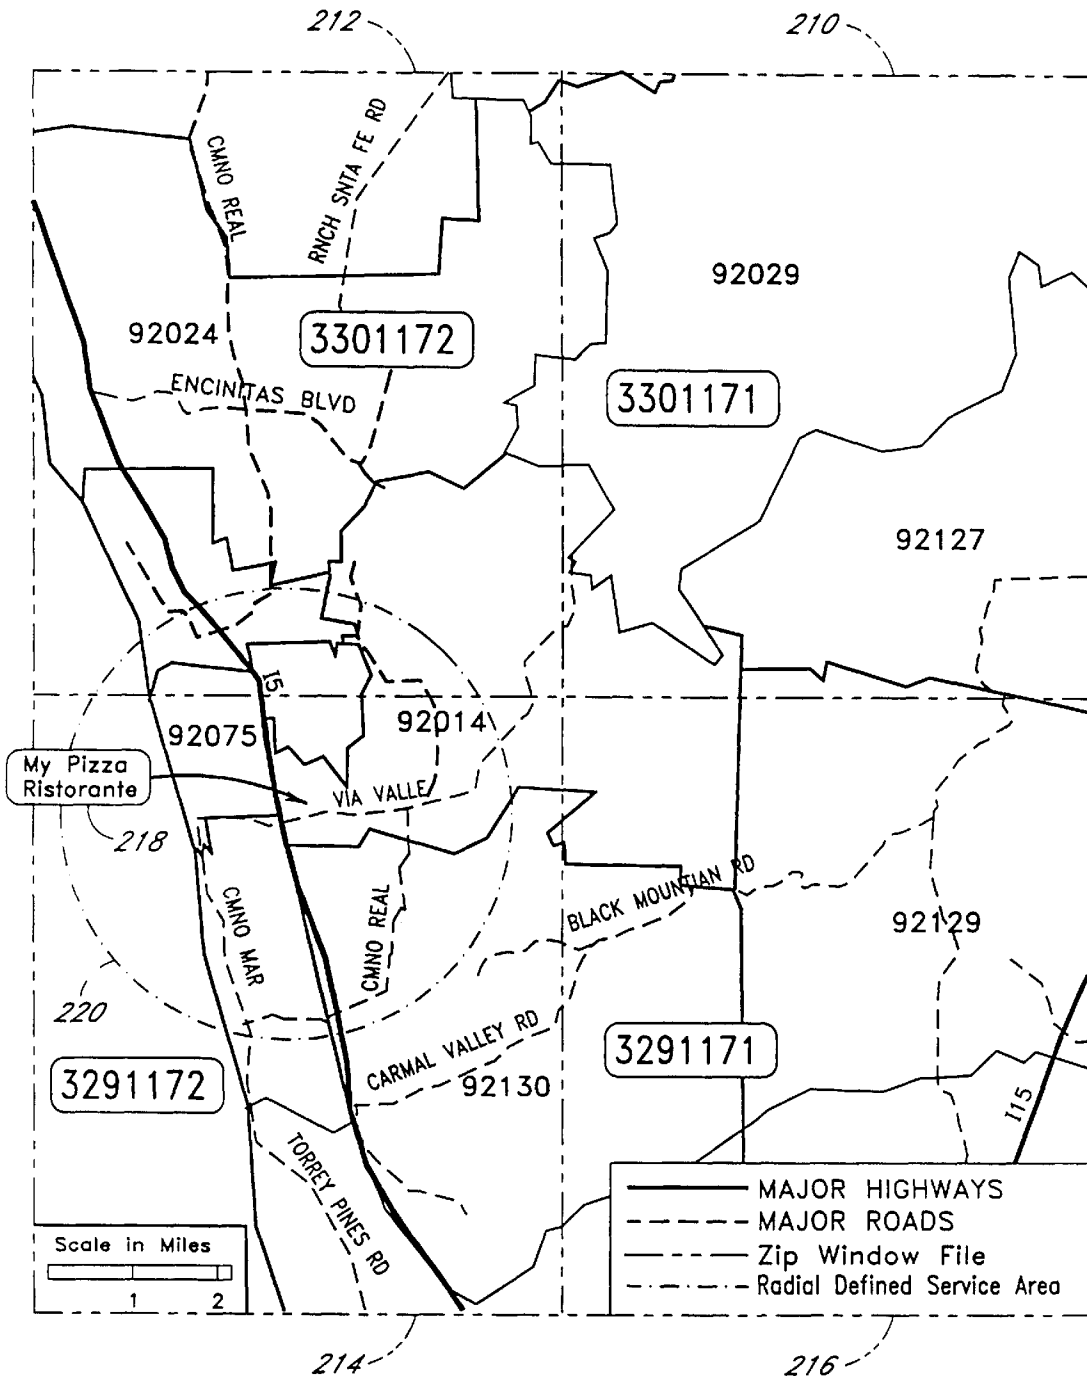 212
210
CMNO REAL
RNCH SNTA FE RD
92029
92024
3301172
ENCINITAS BLVD
3301171
92127
I5
92075
92014
My Pizza
Ristorante
VIA VALLE
218
CMNO MAR
CMNO REAL
BLACK MOUNTIAN RD
92129
220
CARMAL VALLEY RD
3291171
3291172
92130
I15
TORREY PINES RD
MAJOR HIGHWAYS
MAJOR ROADS
Zip Window File
Radial Defined Service Area
Scale in Miles
1 2
214
216